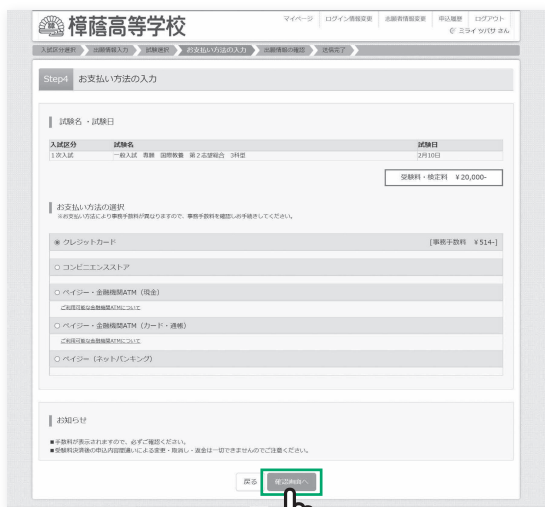 樟蔭高等学校
マイページ ログイン情報変更 志願者情報変更 申込履歴 ログアウト
ミライ ツバサ さん
入試区分選択 出願情報入力 試験選択 お支払い方法の入力 出願情報の確認 送信完了
Step4 お支払い方法の入力
試験名・試験日
入試区分 試験名 試験日
1次入試 一般入試 専願 国際教養 第2志望総合 3科型 2月10日
受験料・検定料 ¥20,000-
お支払い方法の選択
※お支払い方法により事務手数料が異なりますので、事務手数料を確認しお手続きしてください。
クレジットカード [事務手数料 ¥514-]
コンビニエンスストア
ペイジー・金融機関ATM（現金）
ご利用可能な金融機関ATMについて
ペイジー・金融機関ATM（カード・通帳）
ご利用可能な金融機関ATMについて
ペイジー（ネットバンキング）
お知らせ
■手数料が表示されますので、必ずご確認ください。
■受験料決済後の申込内容間違いによる変更・取消し・返金は一切できませんのでご注意ください。
戻る 確認画面へ